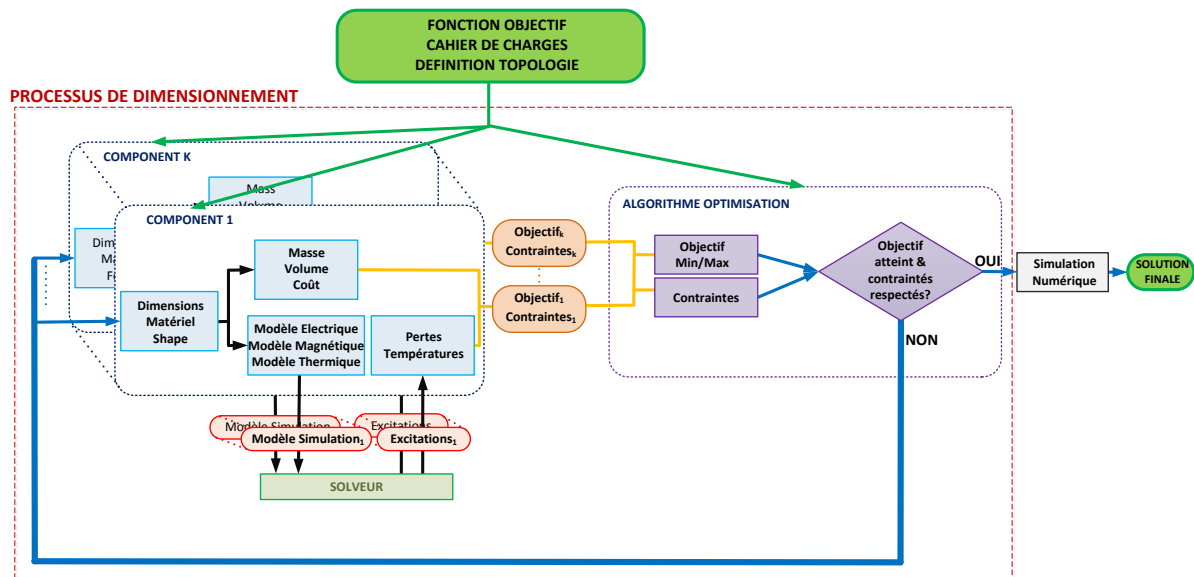 FONCTION OBJECTIF
CAHIER DE CHARGES
DEFINITION TOPOLOGIE
PROCESSUS DE DIMENSIONNEMENT
COMPONENT K
Mass
COMPONENT 1
ALGORITHME OPTIMISATION
Masse
Volume
Coût
Dimensions
Matériel
Shape
Modèle Electrique
Modèle Magnétique
Modèle Thermique
Pertes
Températures
Objectifₖ
Contraintesₖ
Objectif₁
Contraintes₁
Objectif
Min/Max
Contraintes
Objectif
atteint &
contraintés
respectés?
OUI
NON
Simulation
Numérique
SOLUTION
FINALE
Modèle Simulation
Excitations
Modèle Simulation₁
Excitations₁
SOLVEUR